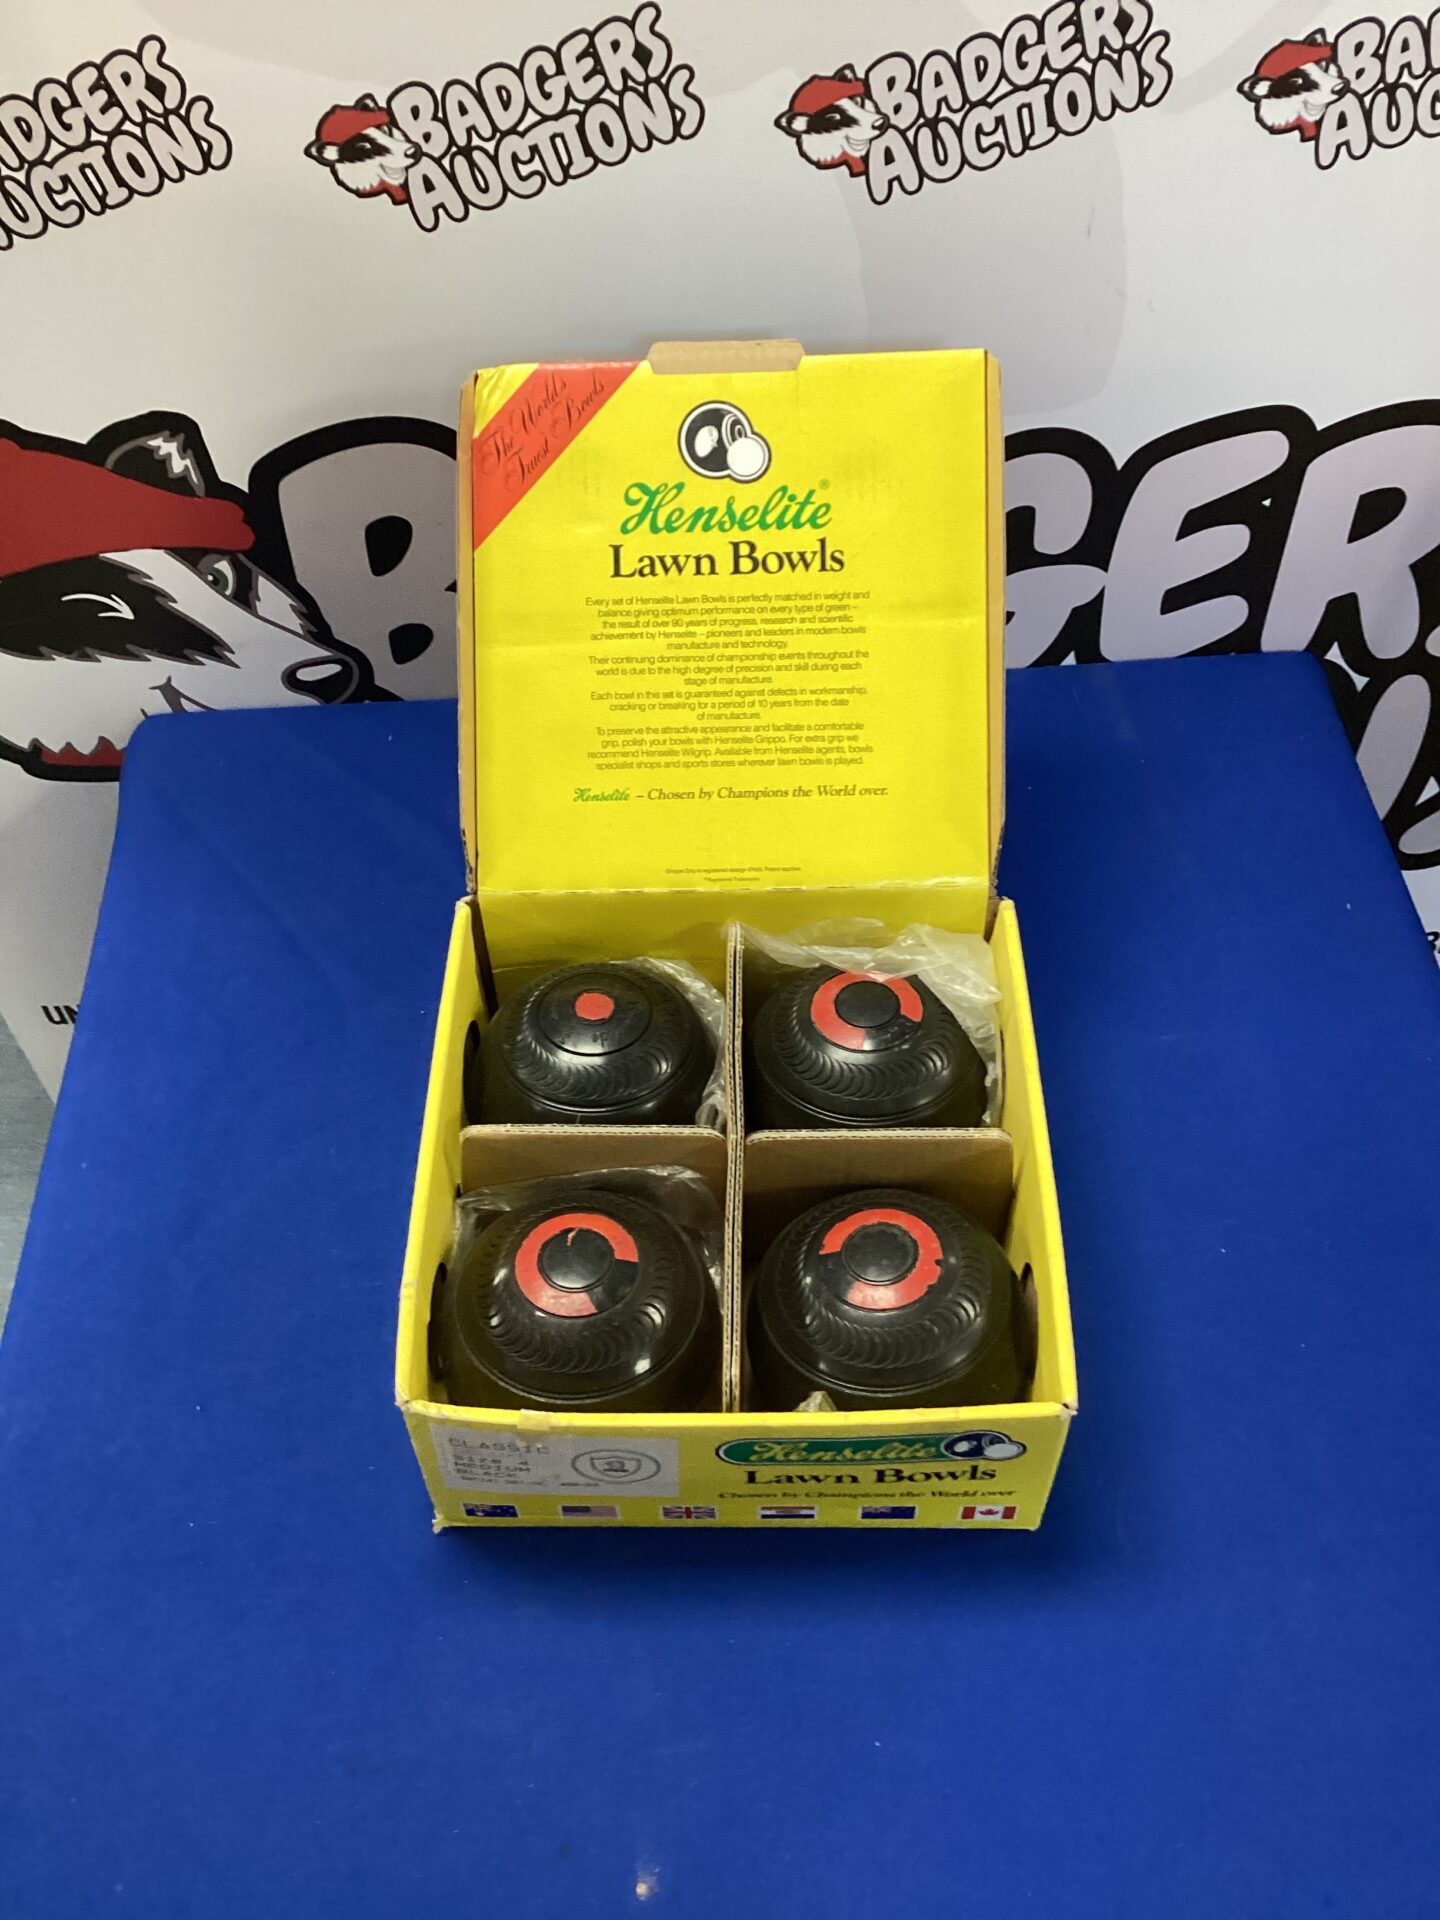 BADGERS
AUCTIONS
BADGERS
AUCTIONS
BADGERS
AUCTIONS
The World's
Truest Bowls
Henselite®
Lawn Bowls
Every set of Henselite Lawn Bowls is perfectly matched in weight and
balance giving optimum performance on every type of green –
the result of over 90 years of progress, research and scientific
achievement by Henselite – pioneers and leaders in modern bowls
manufacture and technology.
Their continuing dominance of championship events throughout the
world is due to the high degree of precision and skill during each
stage of manufacture.
Each bowl in this set is guaranteed against defects in workmanship,
cracking or breaking for a period of 10 years from the date
of manufacture.
To preserve the attractive appearance and facilitate a comfortable
grip, polish your bowls with Henselite Grippo. For extra grip we
recommend Henselite Wilgrip. Available from Henselite agents, bowls
specialist shops and sports stores wherever lawn bowls is played.
Henselite – Chosen by Champions the World over.
CLASSIC
Size 4
MEDIUM
BLACK
Henselite
Lawn Bowls
Chosen by Champions the World over